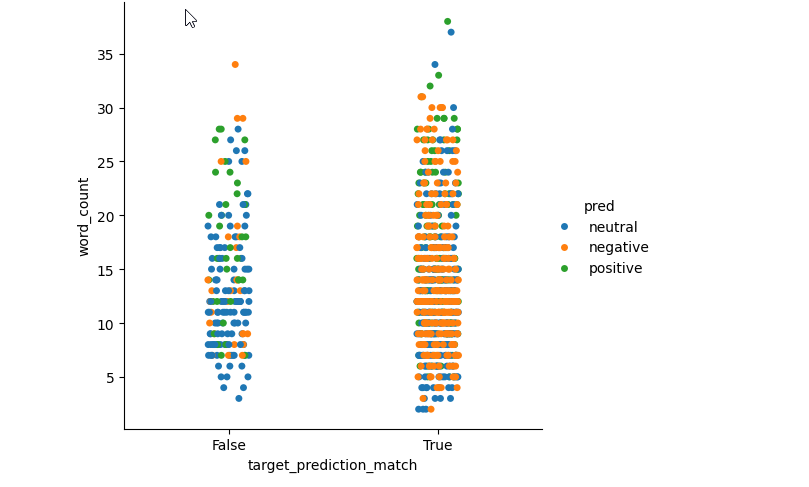 35
30
25
20
15
10
5
word_count
False
True
target_prediction_match
pred
neutral
negative
positive